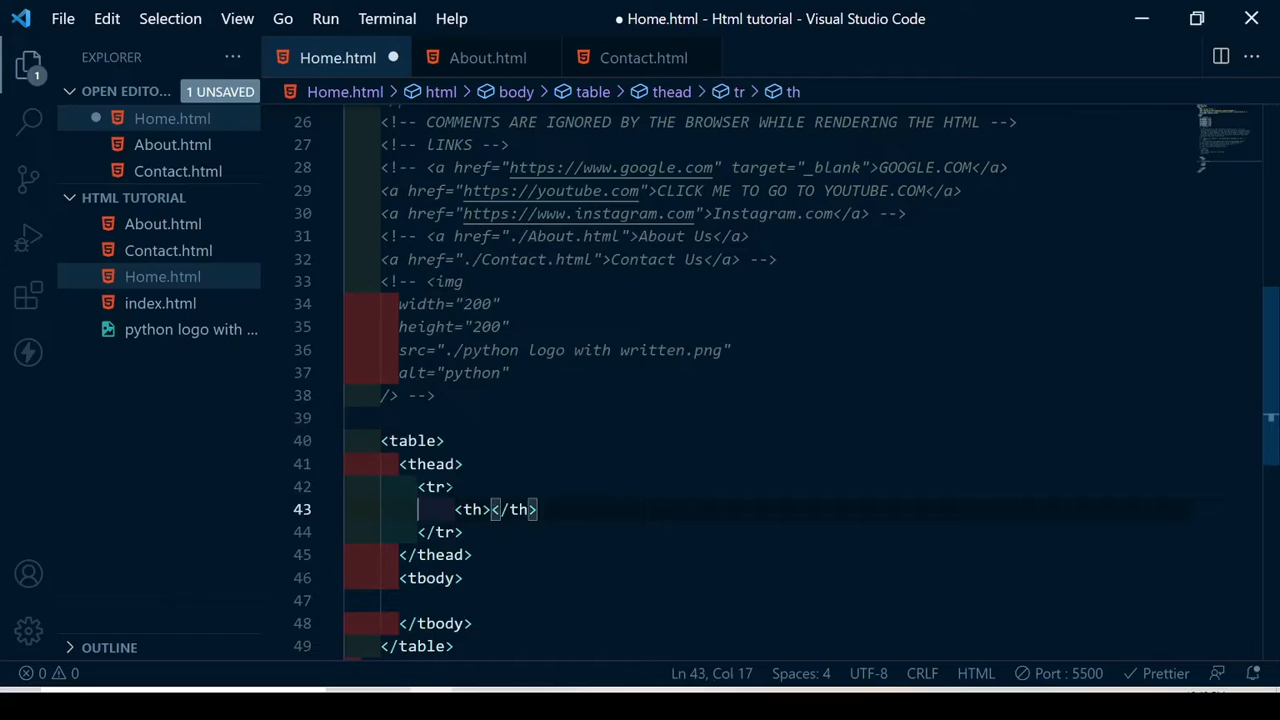 File Edit Selection View Go Run Terminal Help
● Home.html - Html tutorial - Visual Studio Code
EXPLORER
1
OPEN EDITO...
1 UNSAVED
Home.html
About.html
Contact.html
HTML TUTORIAL
About.html
Contact.html
Home.html
index.html
python logo with ...
OUTLINE
Home.html
About.html
Contact.html
Home.html > html > body > table > thead > tr > th
26 <!-- COMMENTS ARE IGNORED BY THE BROWSER WHILE RENDERING THE HTML -->
27 <!-- LINKS -->
28 <!-- <a href="https://www.google.com" target="_blank">GOOGLE.COM</a>
29 <a href="https://youtube.com">CLICK ME TO GO TO YOUTUBE.COM</a>
30 <a href="https://www.instagram.com">Instagram.com</a> -->
31 <!-- <a href="./About.html">About Us</a>
32 <a href="./Contact.html">Contact Us</a> -->
33 <!-- <img
34 width="200"
35 height="200"
36 src="./python logo with written.png"
37 alt="python"
38 /> -->
39
40 <table>
41 <thead>
42 <tr>
43 <th></th>
44 </tr>
45 </thead>
46 <tbody>
47
48 </tbody>
49 </table>
0 0 Ln 43, Col 17 Spaces: 4 UTF-8 CRLF HTML Port : 5500 Prettier